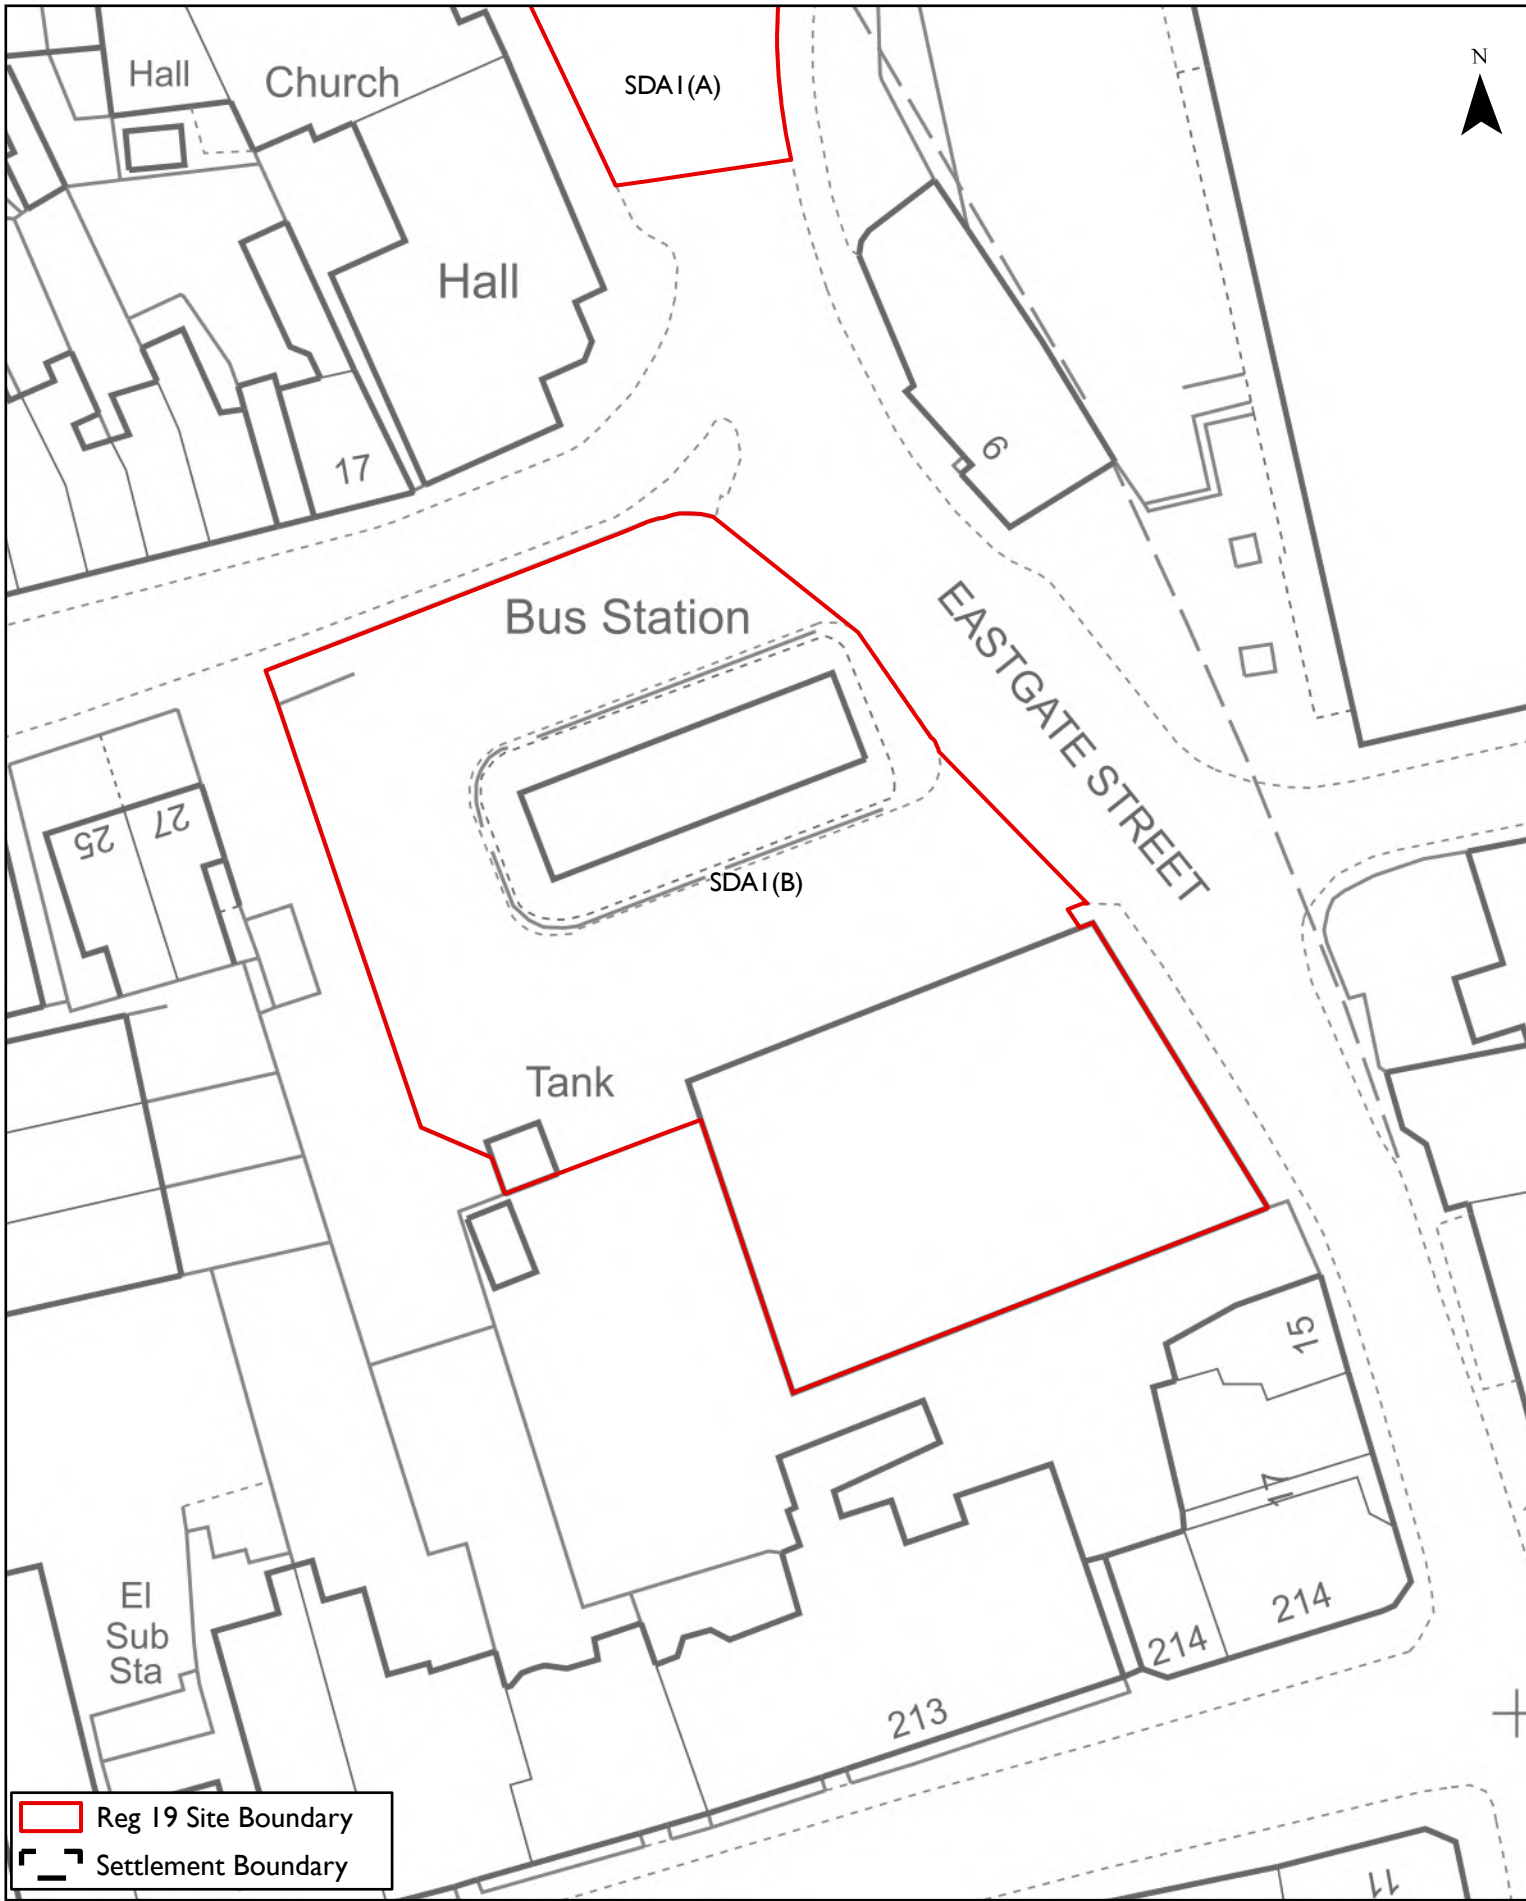 N
Hall
Church
SDA1(A)
Hall
17
6
Bus Station
EASTGATE STREET
25
27
SDA1(B)
Tank
15
17
El
Sub
Sta
214
214
213
11
Reg 19 Site Boundary
Settlement Boundary